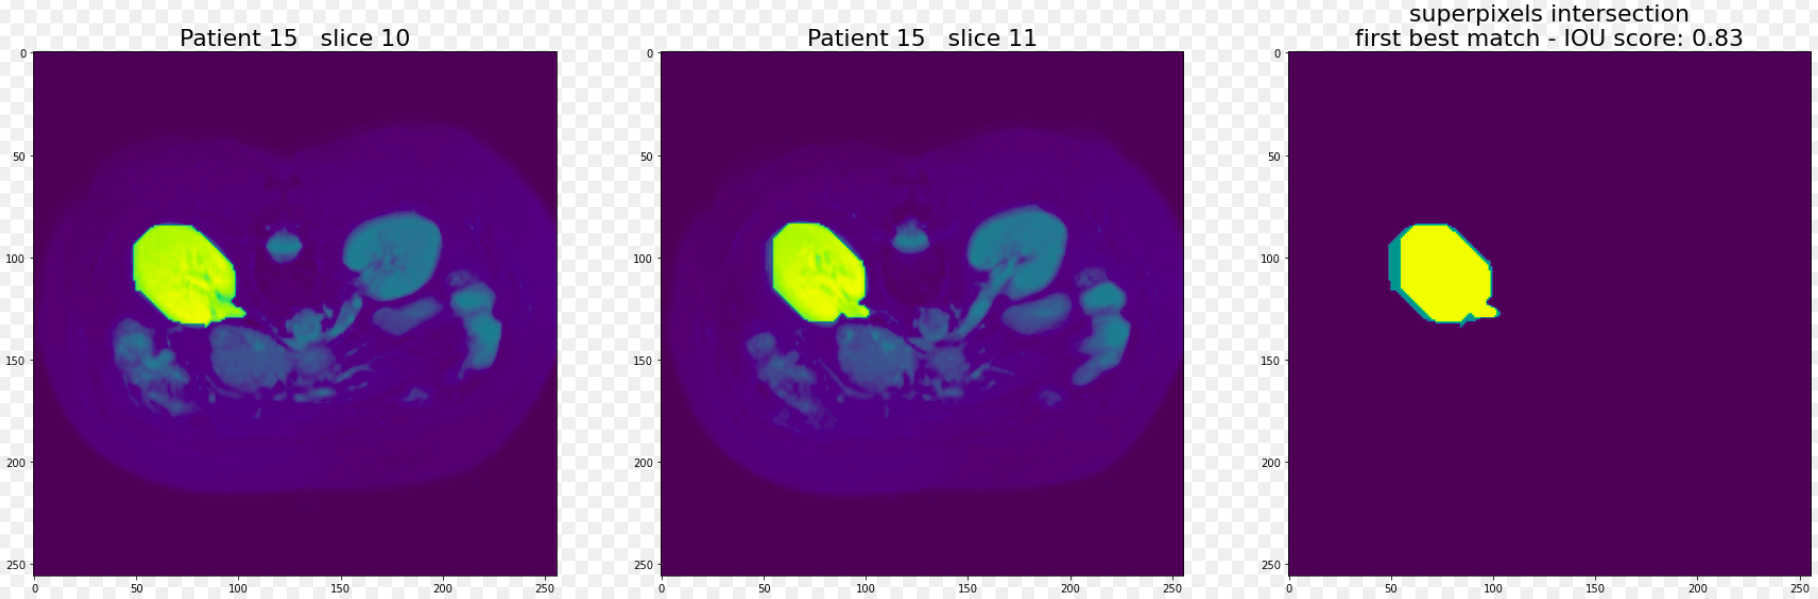 Patient 15 slice 10
0
50
100
150
200
250
0 50 100 150 200 250
Patient 15 slice 11
0
50
100
150
200
250
0 50 100 150 200 250
superpixels intersection
first best match - IOU score: 0.83
0
50
100
150
200
250
0 50 100 150 200 250